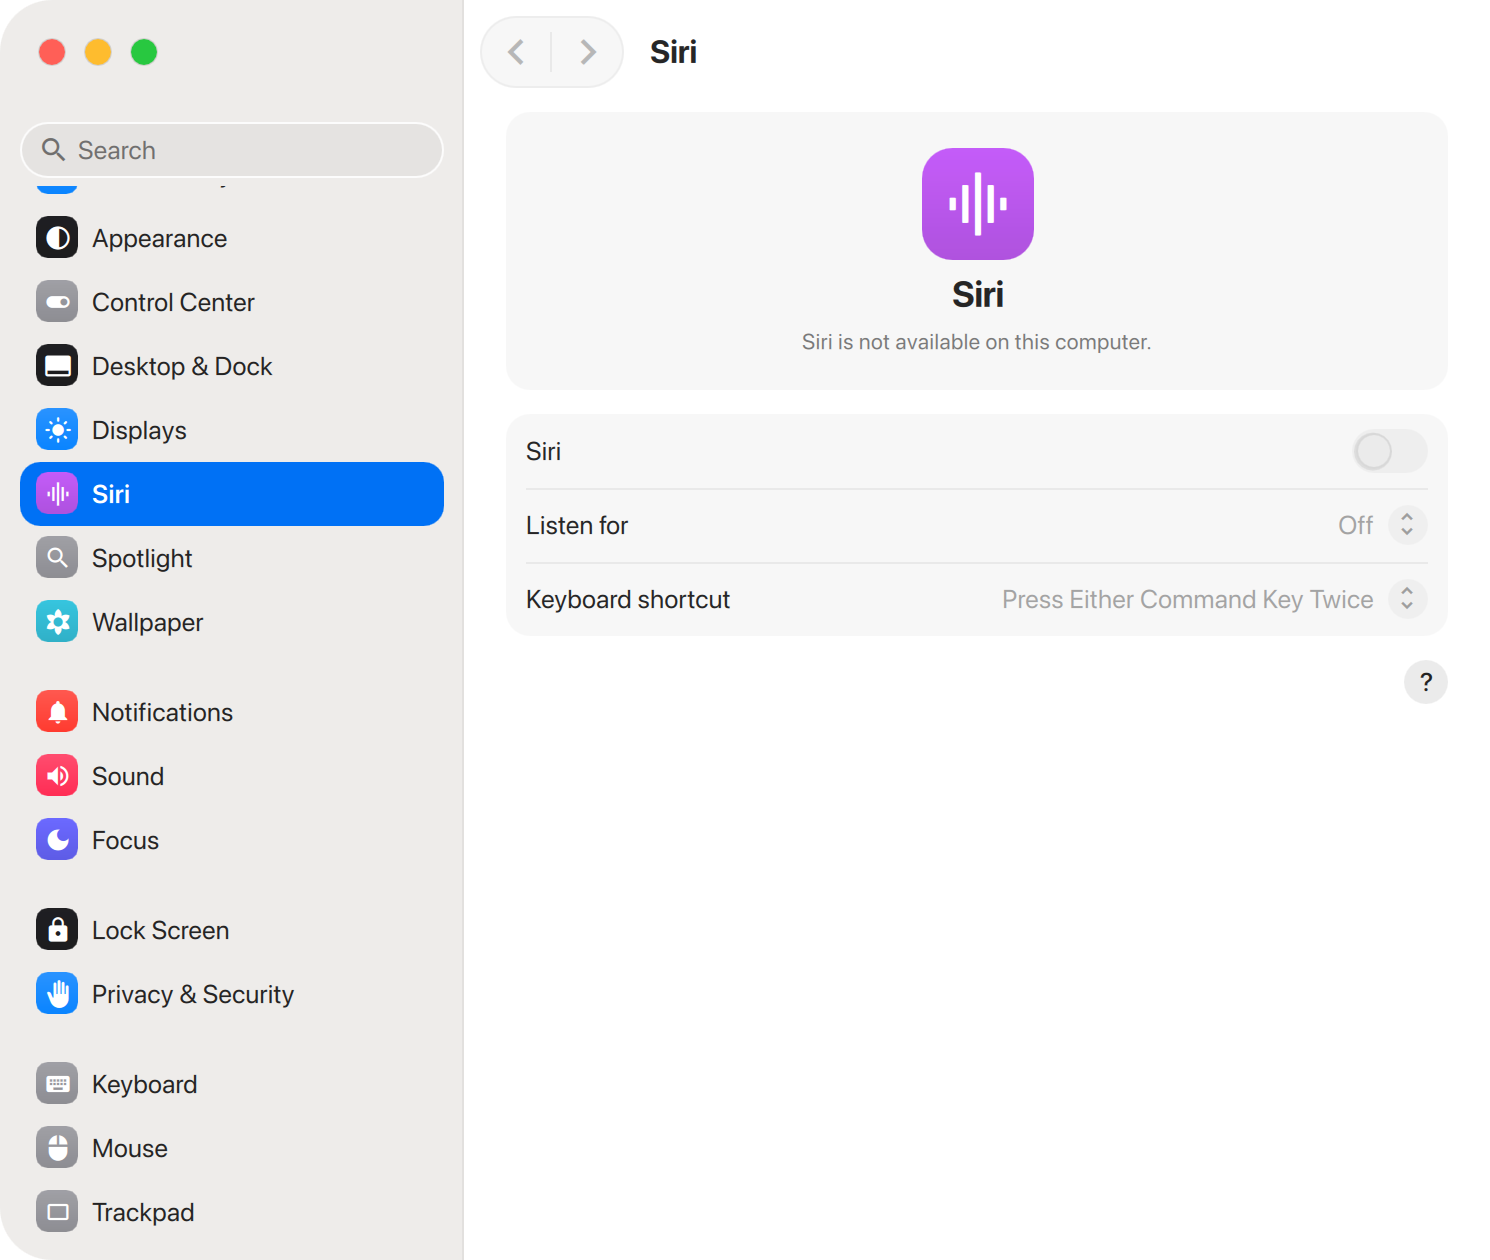 Siri
Search
Appearance
Control Center
Desktop & Dock
Displays
Siri
Spotlight
Wallpaper
Notifications
Sound
Focus
Lock Screen
Privacy & Security
Keyboard
Mouse
Trackpad
Siri
Siri is not available on this computer.
Siri
Listen for Off
Keyboard shortcut Press Either Command Key Twice
?